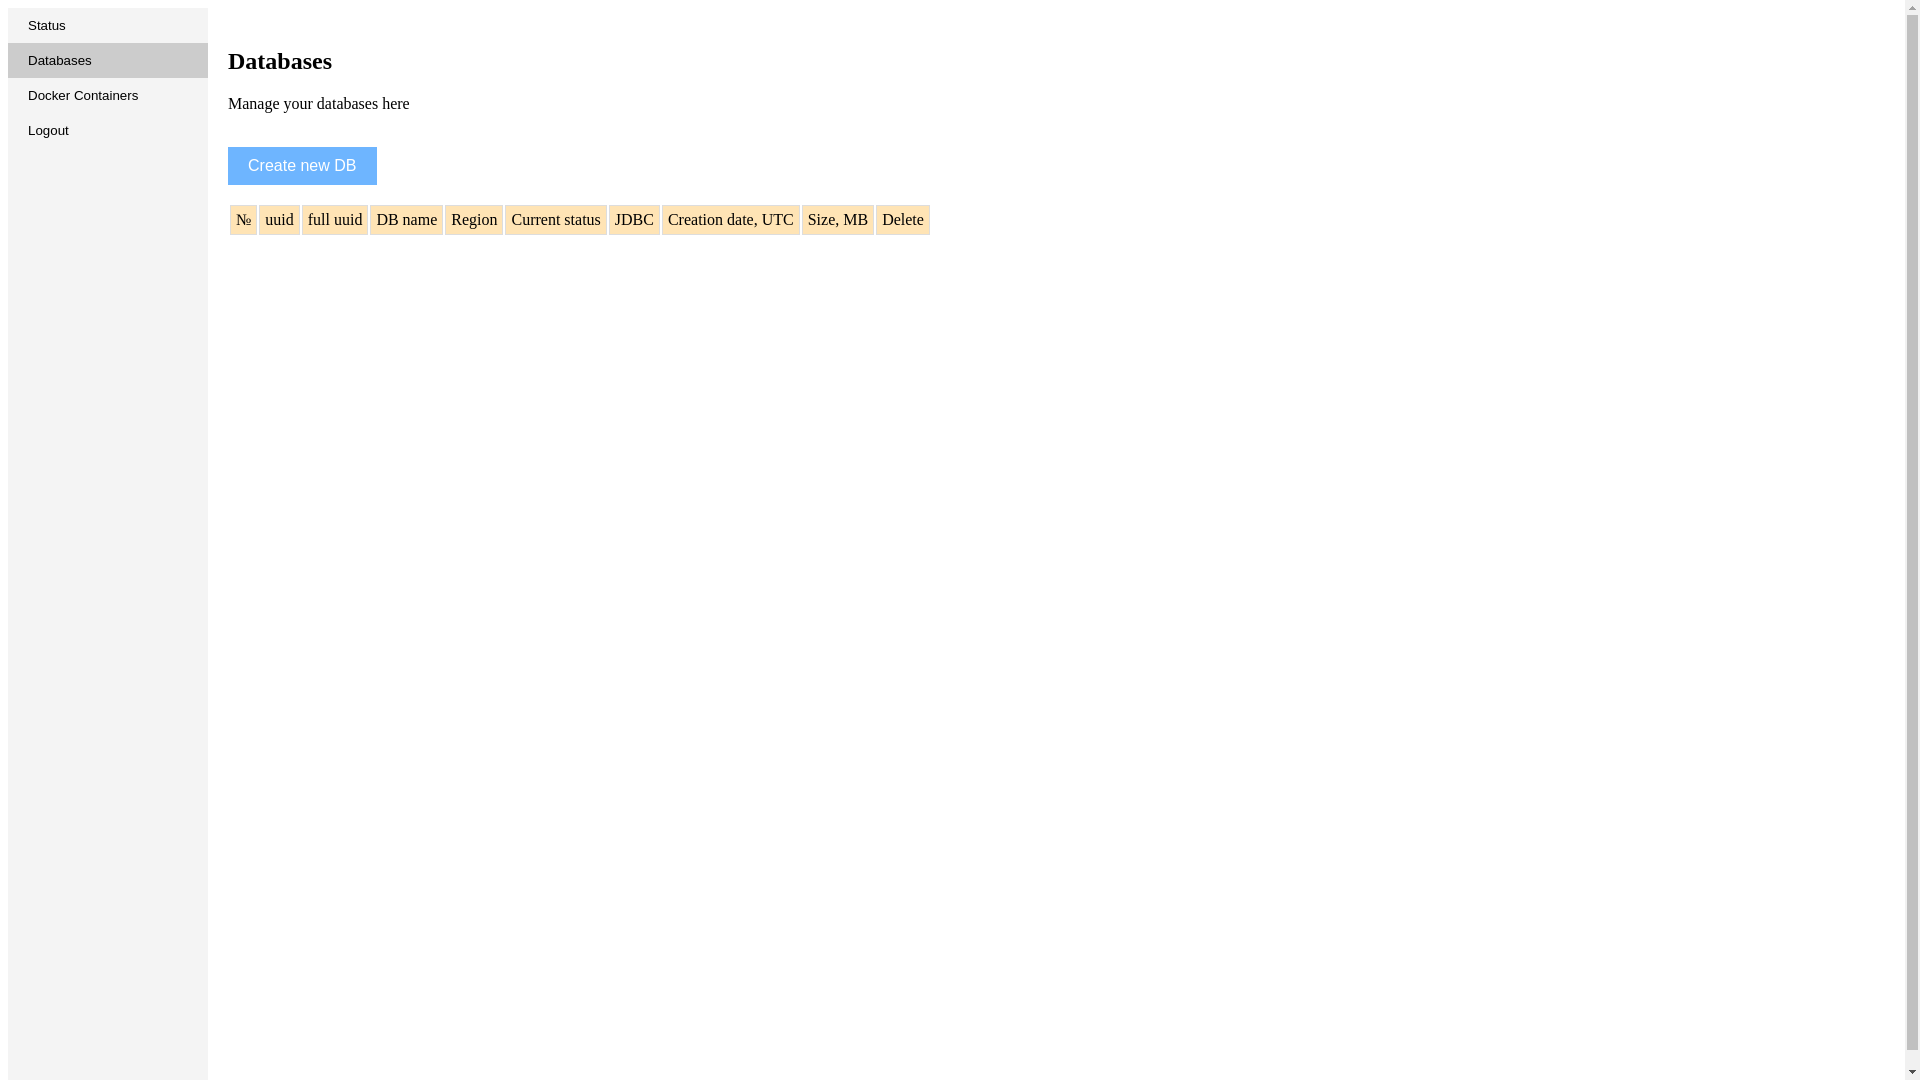 Status
Databases
Docker Containers
Logout
Databases
Manage your databases here
Create new DB
№ uuid full uuid DB name Region Current status JDBC Creation date, UTC Size, MB Delete